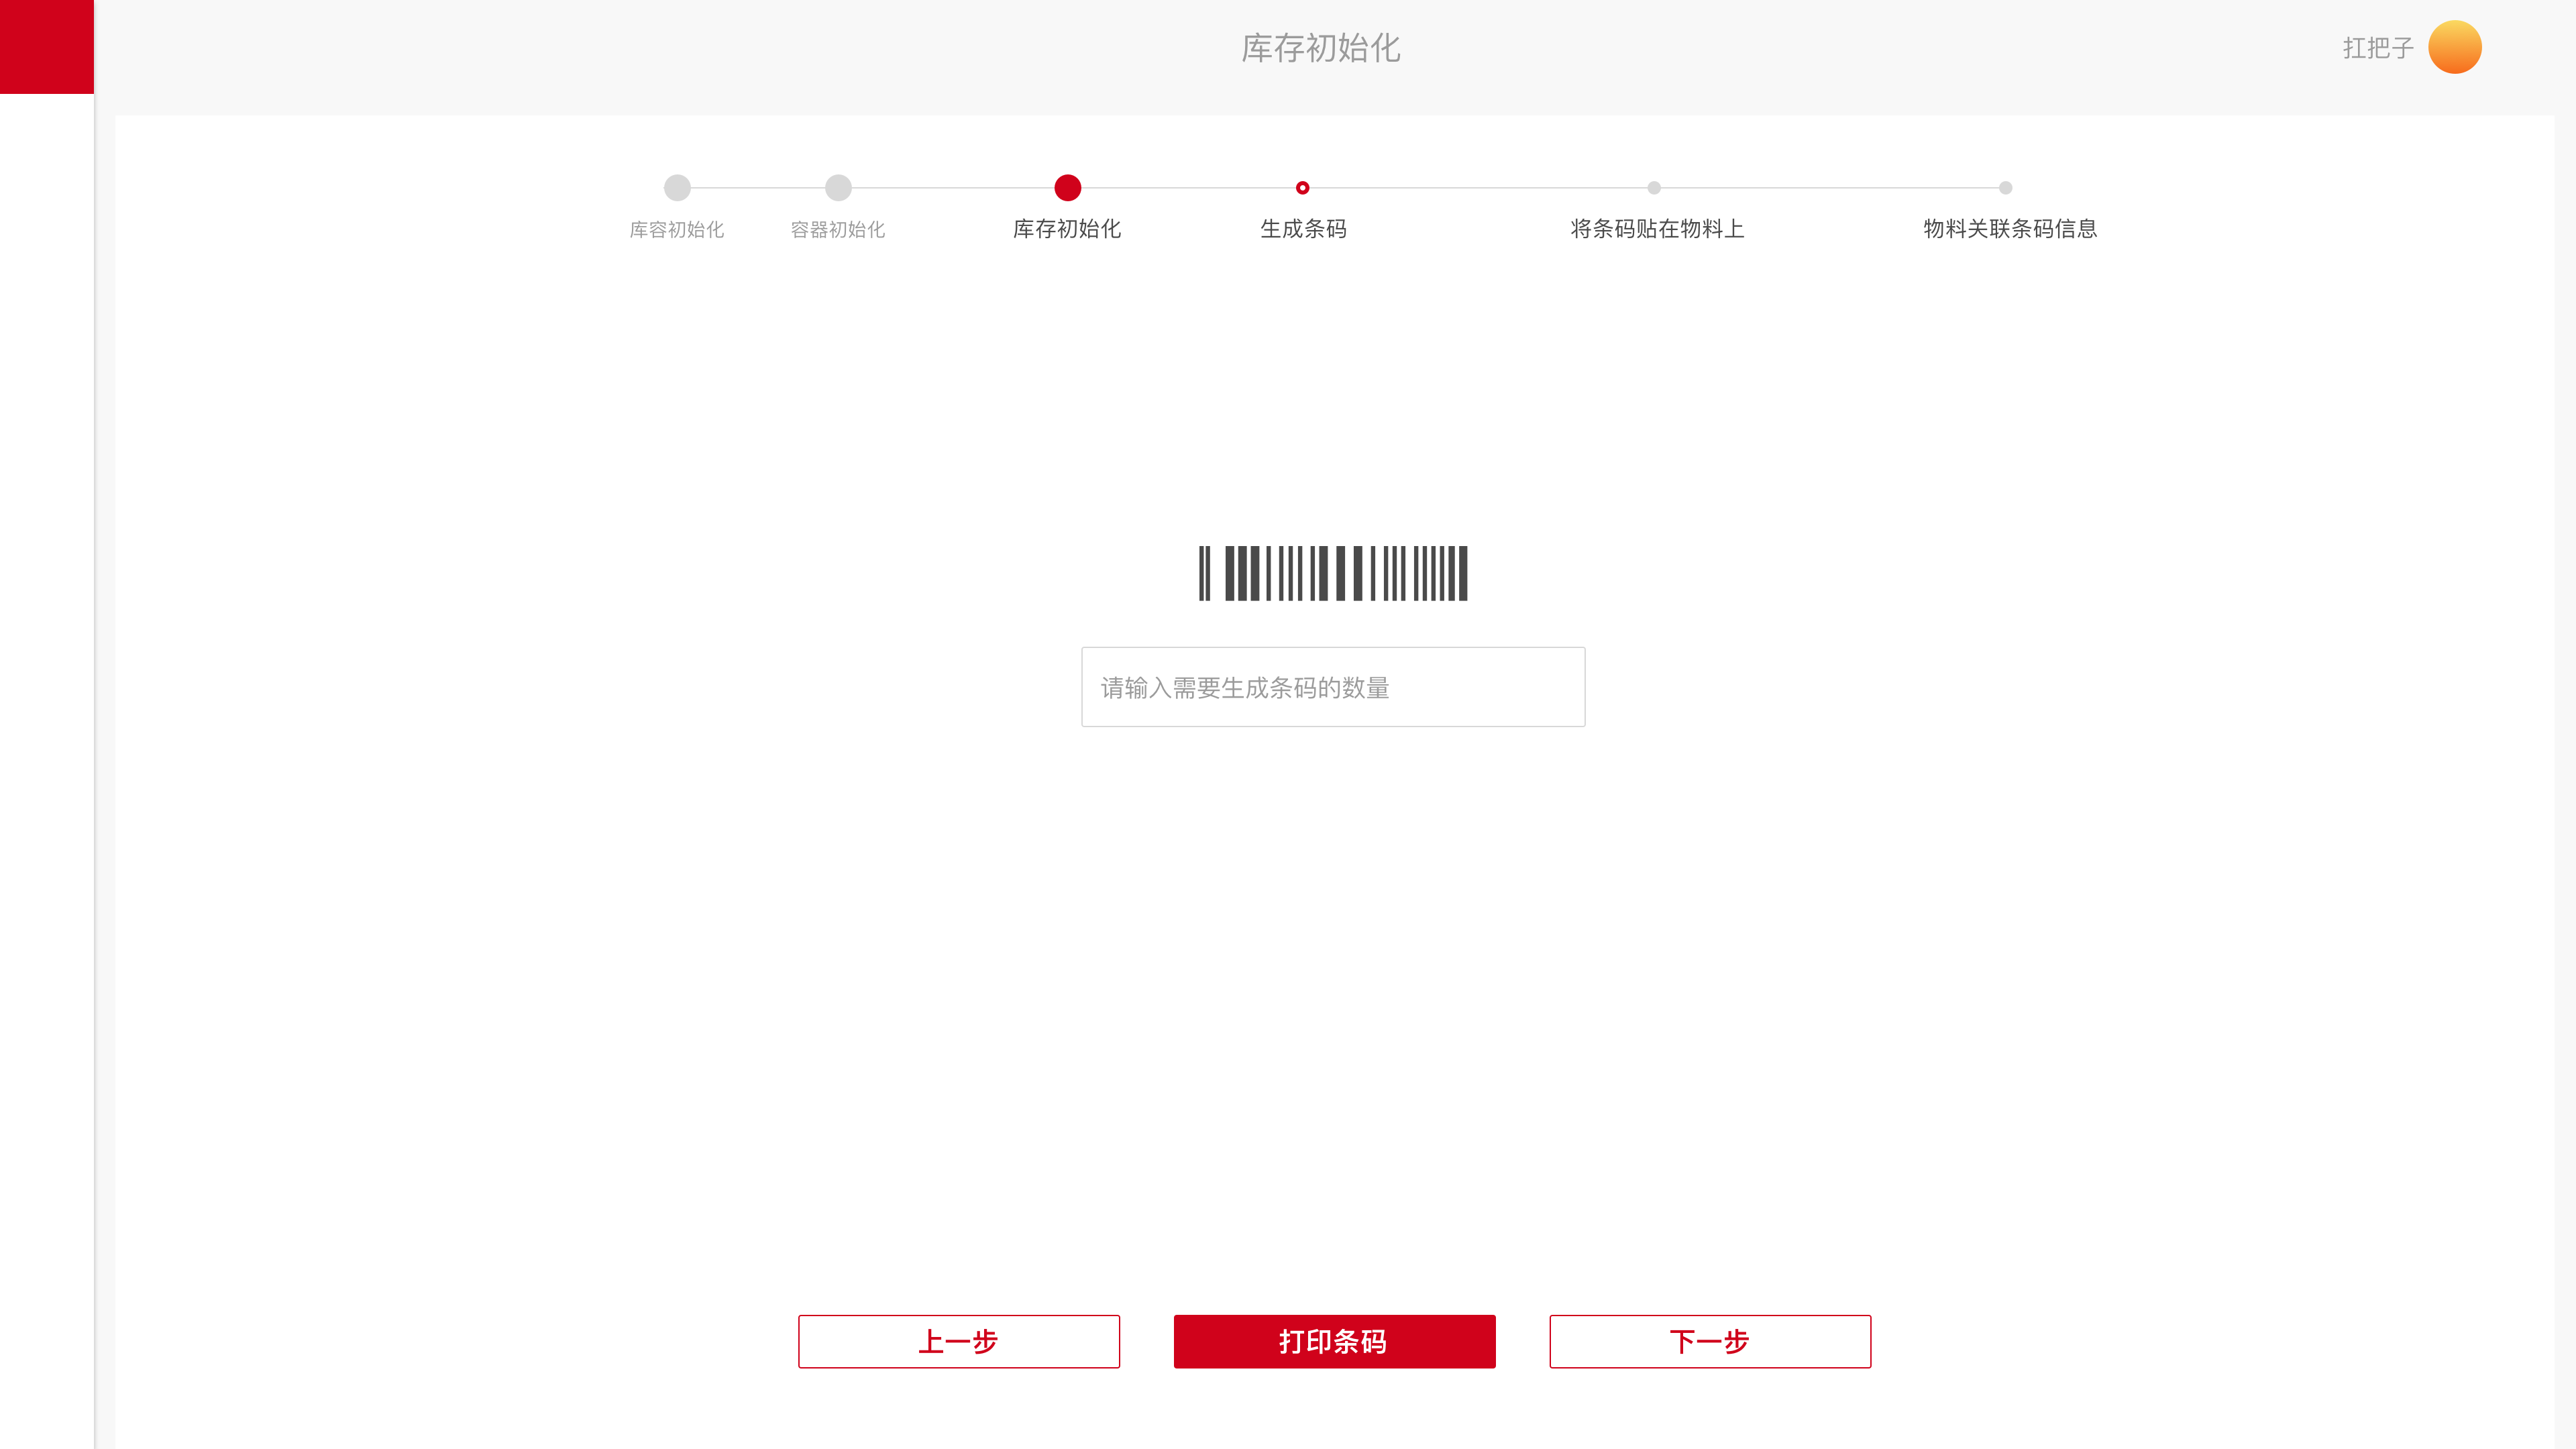 库存初始化
扛把子
库容初始化
容器初始化
库存初始化
生成条码
将条码贴在物料上
物料关联条码信息
请输入需要生成条码的数量
上一步
打印条码
下一步